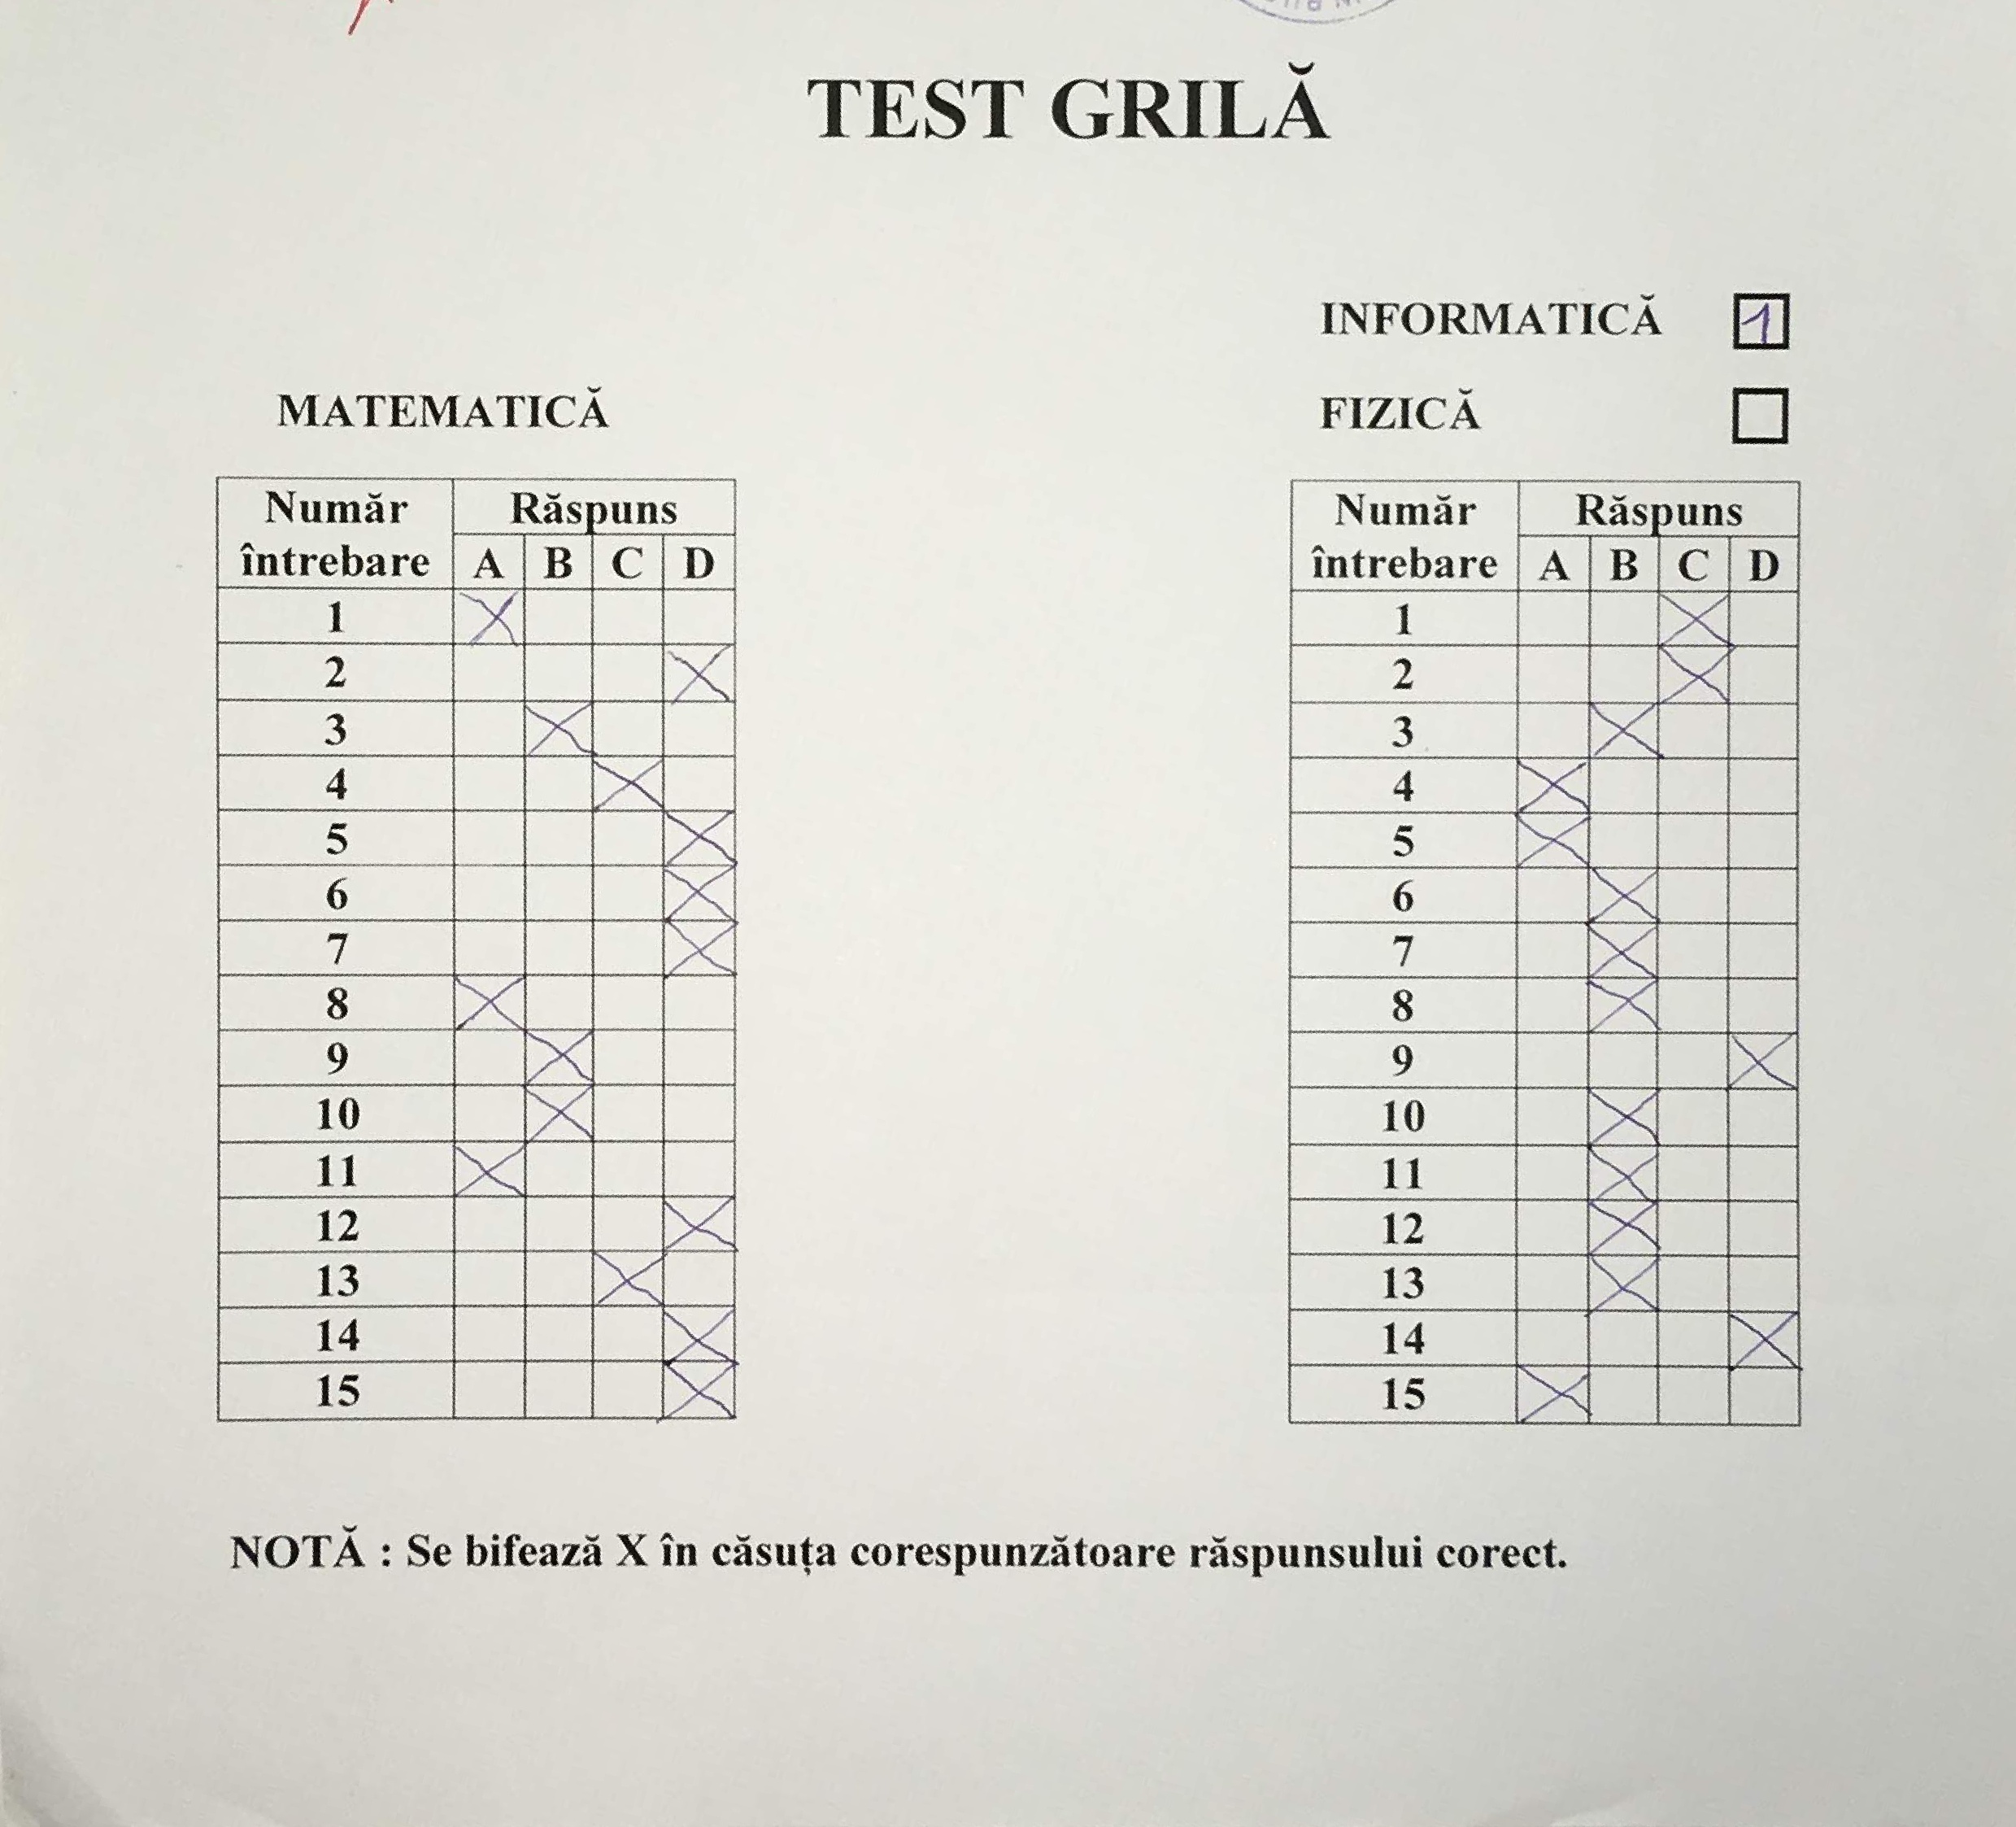 TEST GRILĂ
INFORMATICĂ 1
FIZICĂ
MATEMATICĂ
Număr întrebare Răspuns
A B C D
1 X
2 X
3 X
4 X
5 X
6 X
7 X
8 X
9 X
10 X
11 X
12 X
13 X
14 X
15 X
Număr întrebare Răspuns
A B C D
1 X
2 X
3 X
4 X
5 X
6 X
7 X
8 X
9 X
10 X
11 X
12 X
13 X
14 X
15 X
NOTĂ : Se bifează X în căsuța corespunzătoare răspunsului corect.